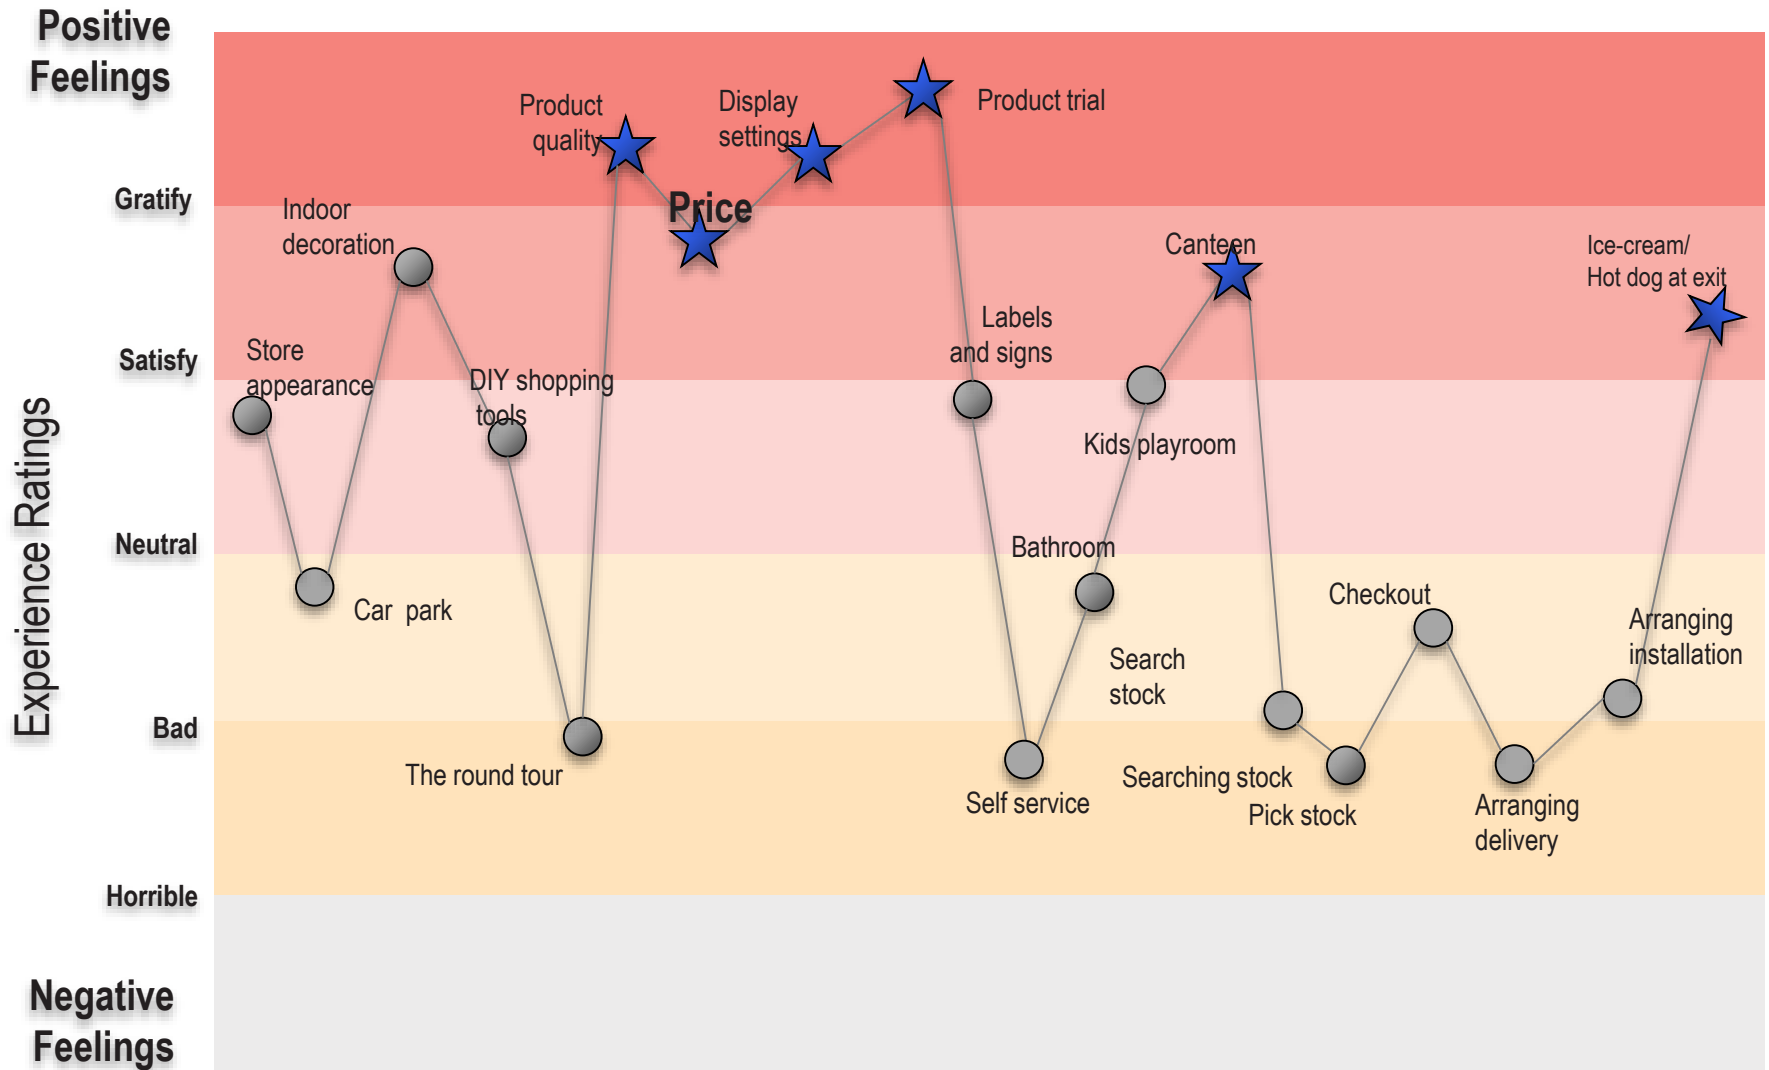 Positive
Feelings
Gratify
Satisfy
Experience Ratings
Neutral
Bad
Horrible
Negative
Feelings
Store
appearance
Car park
Indoor
decoration
DIY shopping
tools
The round tour
Product
quality
Price
Display
settings
Product trial
Labels
and signs
Self service
Bathroom
Kids playroom
Canteen
Search
stock
Searching stock
Pick stock
Checkout
Arranging
delivery
Arranging
installation
Ice-cream/
Hot dog at exit